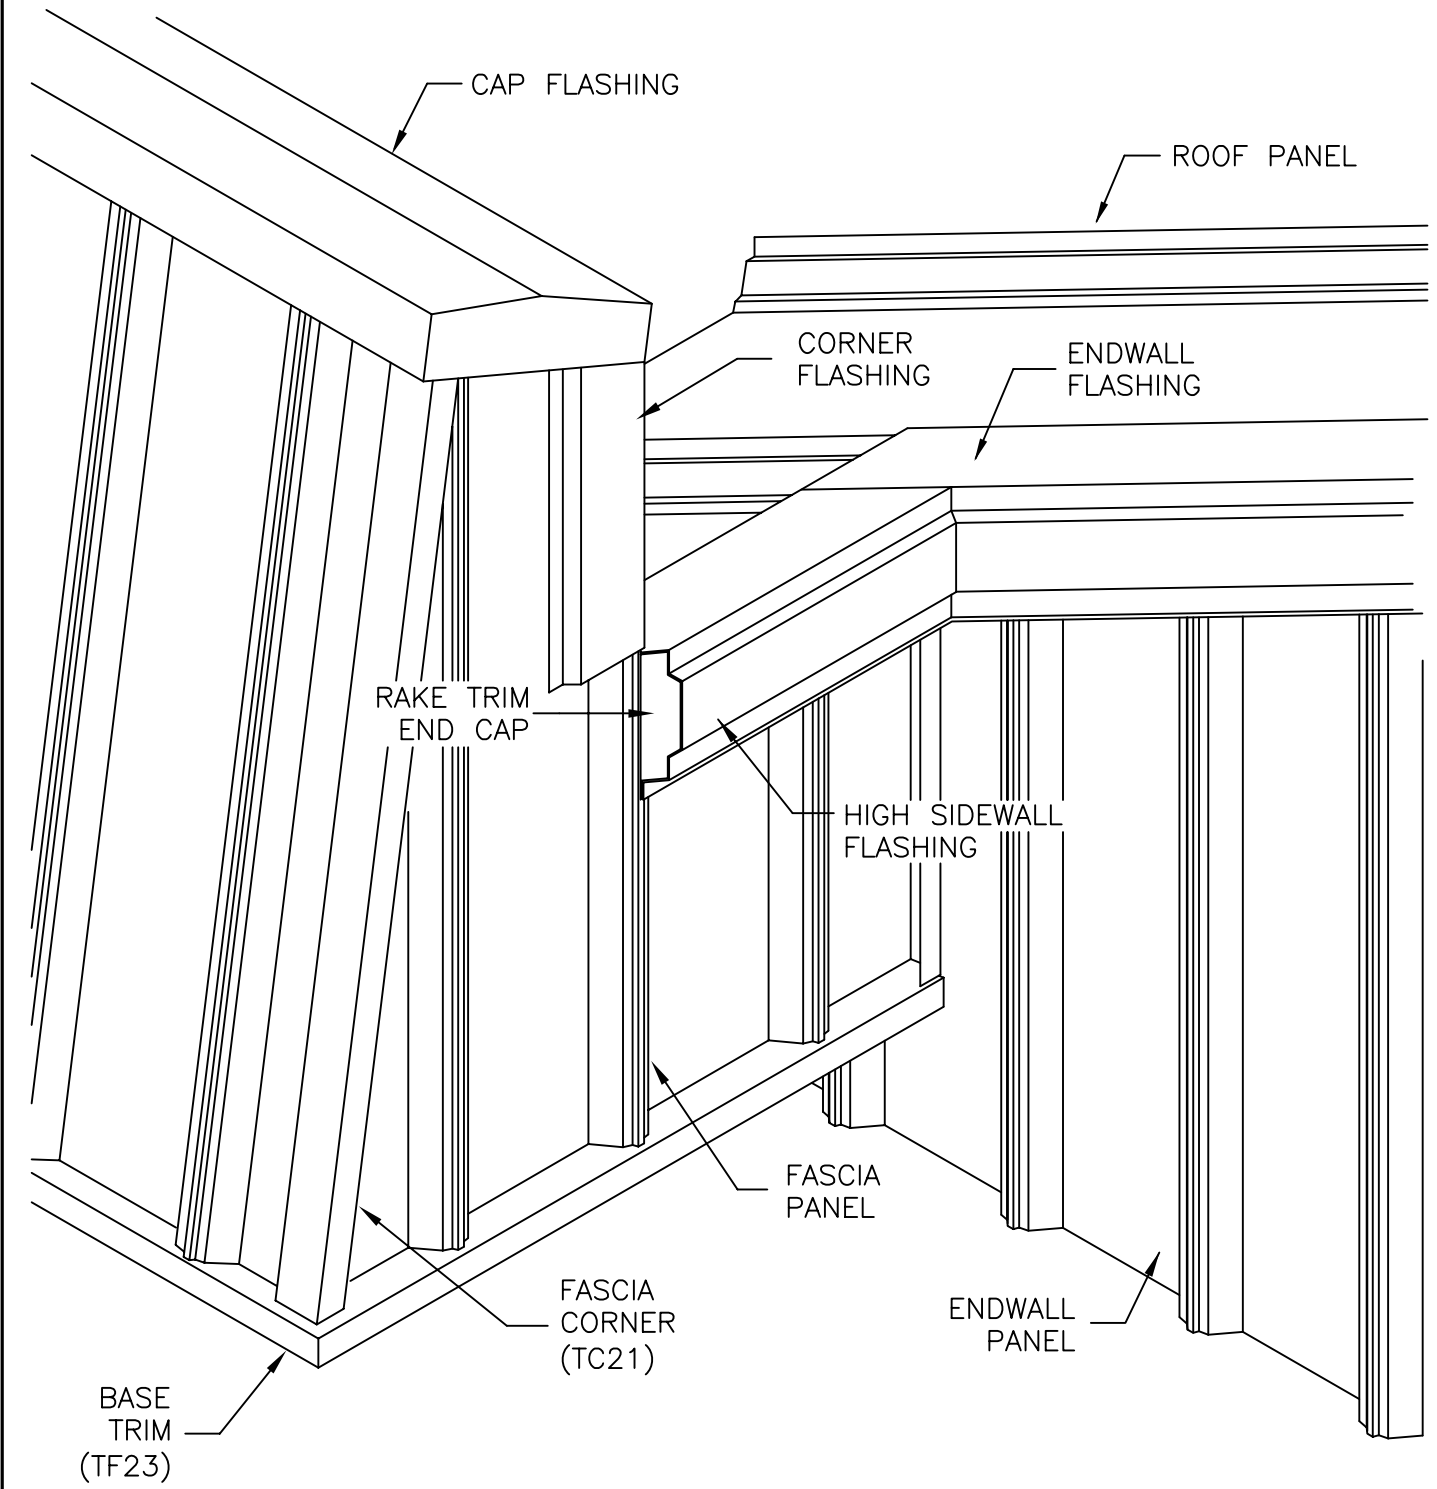 CAP FLASHING
ROOF PANEL
CORNER
FLASHING
ENDWALL
FLASHING
RAKE TRIM
END CAP
HIGH SIDEWALL
FLASHING
FASCIA
PANEL
FASCIA
CORNER
(TC21)
ENDWALL
PANEL
BASE
TRIM
(TF23)